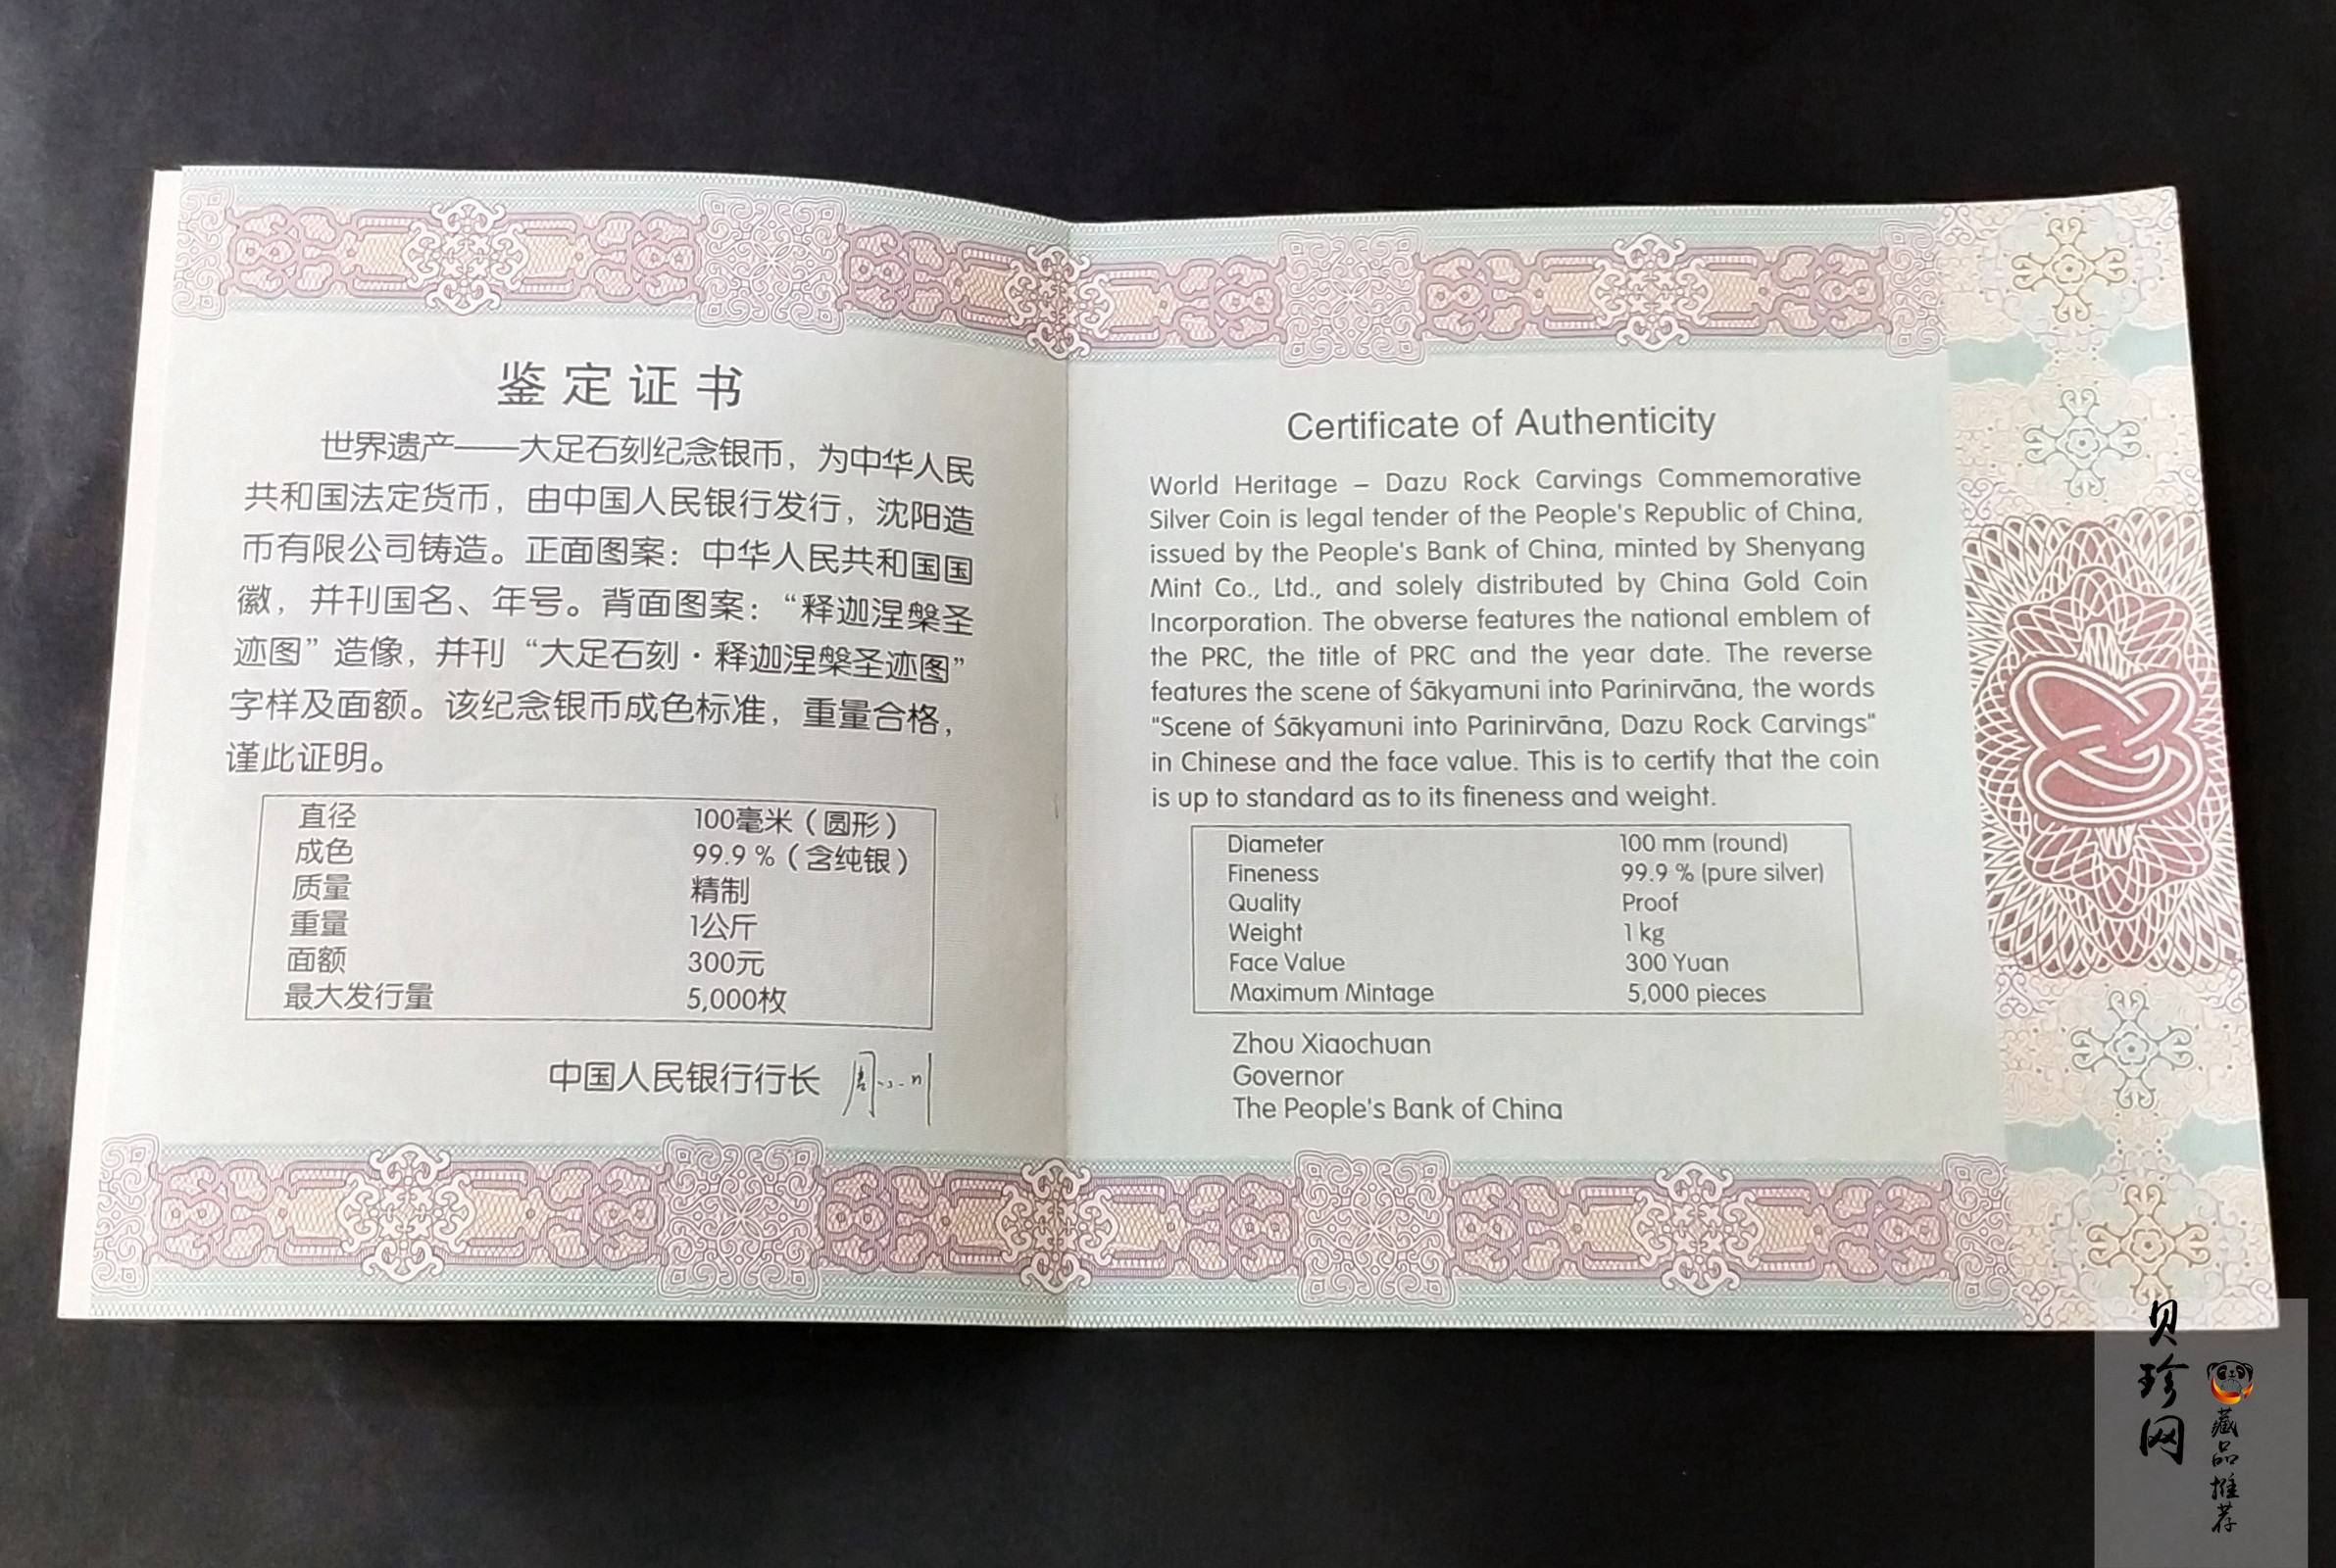 鉴定证书
世界遗产——大足石刻纪念银币，为中华人民
共和国法定货币，由中国人民银行发行，沈阳造
币有限公司铸造。正面图案：中华人民共和国国
徽，并刊国名、年号。背面图案：“释迦涅槃圣
迹图”造像，并刊“大足石刻·释迦涅槃圣迹图”
字样及面额。该纪念银币成色标准，重量合格，
谨此证明。
直径 100毫米（圆形）
成色 99.9 %（含纯银）
质量 精制
重量 1公斤
面额 300元
最大发行量 5,000枚
中国人民银行行长 周小川
Certificate of Authenticity
World Heritage – Dazu Rock Carvings Commemorative
Silver Coin is legal tender of the People's Republic of China,
issued by the People's Bank of China, minted by Shenyang
Mint Co., Ltd., and solely distributed by China Gold Coin
Incorporation. The obverse features the national emblem of
the PRC, the title of PRC and the year date. The reverse
features the scene of Śākyamuni into Parinirvāna, the words
"Scene of Śākyamuni into Parinirvāna, Dazu Rock Carvings"
in Chinese and the face value. This is to certify that the coin
is up to standard as to its fineness and weight.
Diameter 100 mm (round)
Fineness 99.9 % (pure silver)
Quality Proof
Weight 1 kg
Face Value 300 Yuan
Maximum Mintage 5,000 pieces
Zhou Xiaochuan
Governor
The People's Bank of China
贝珍网
藏品推荐